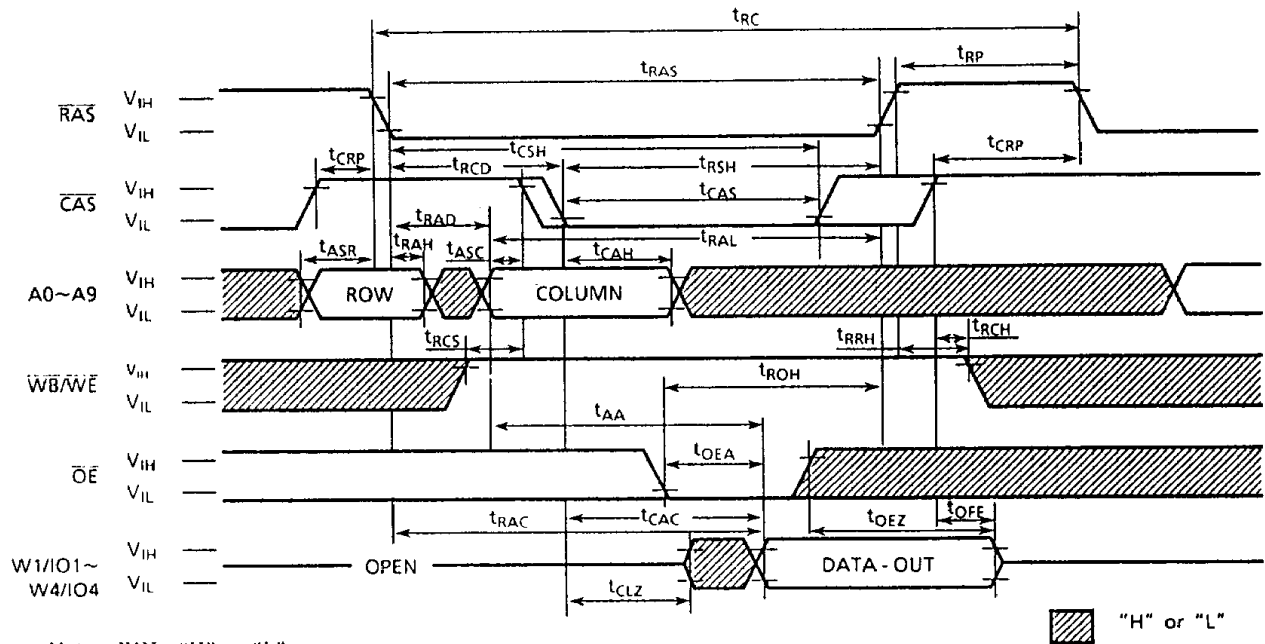 tRC
tRAS
tRP
RAS
VIH
VIL
tCSH
tCRP
tRCD
tRSH
tCRP
CAS
VIH
VIL
tCAS
tRAD
tRAL
tASR
tRAH
tASC
tCAH
A0~A9
VIH
VIL
ROW
COLUMN
tRCS
tRRH
tRCH
WB/WE
VIH
VIL
tROH
tAA
OE
VIH
VIL
tOEA
tRAC
tCAC
tOEZ
tOFE
W1/IO1~
W4/IO4
VIH
VIL
OPEN
DATA - OUT
tCLZ
"H" or "L"